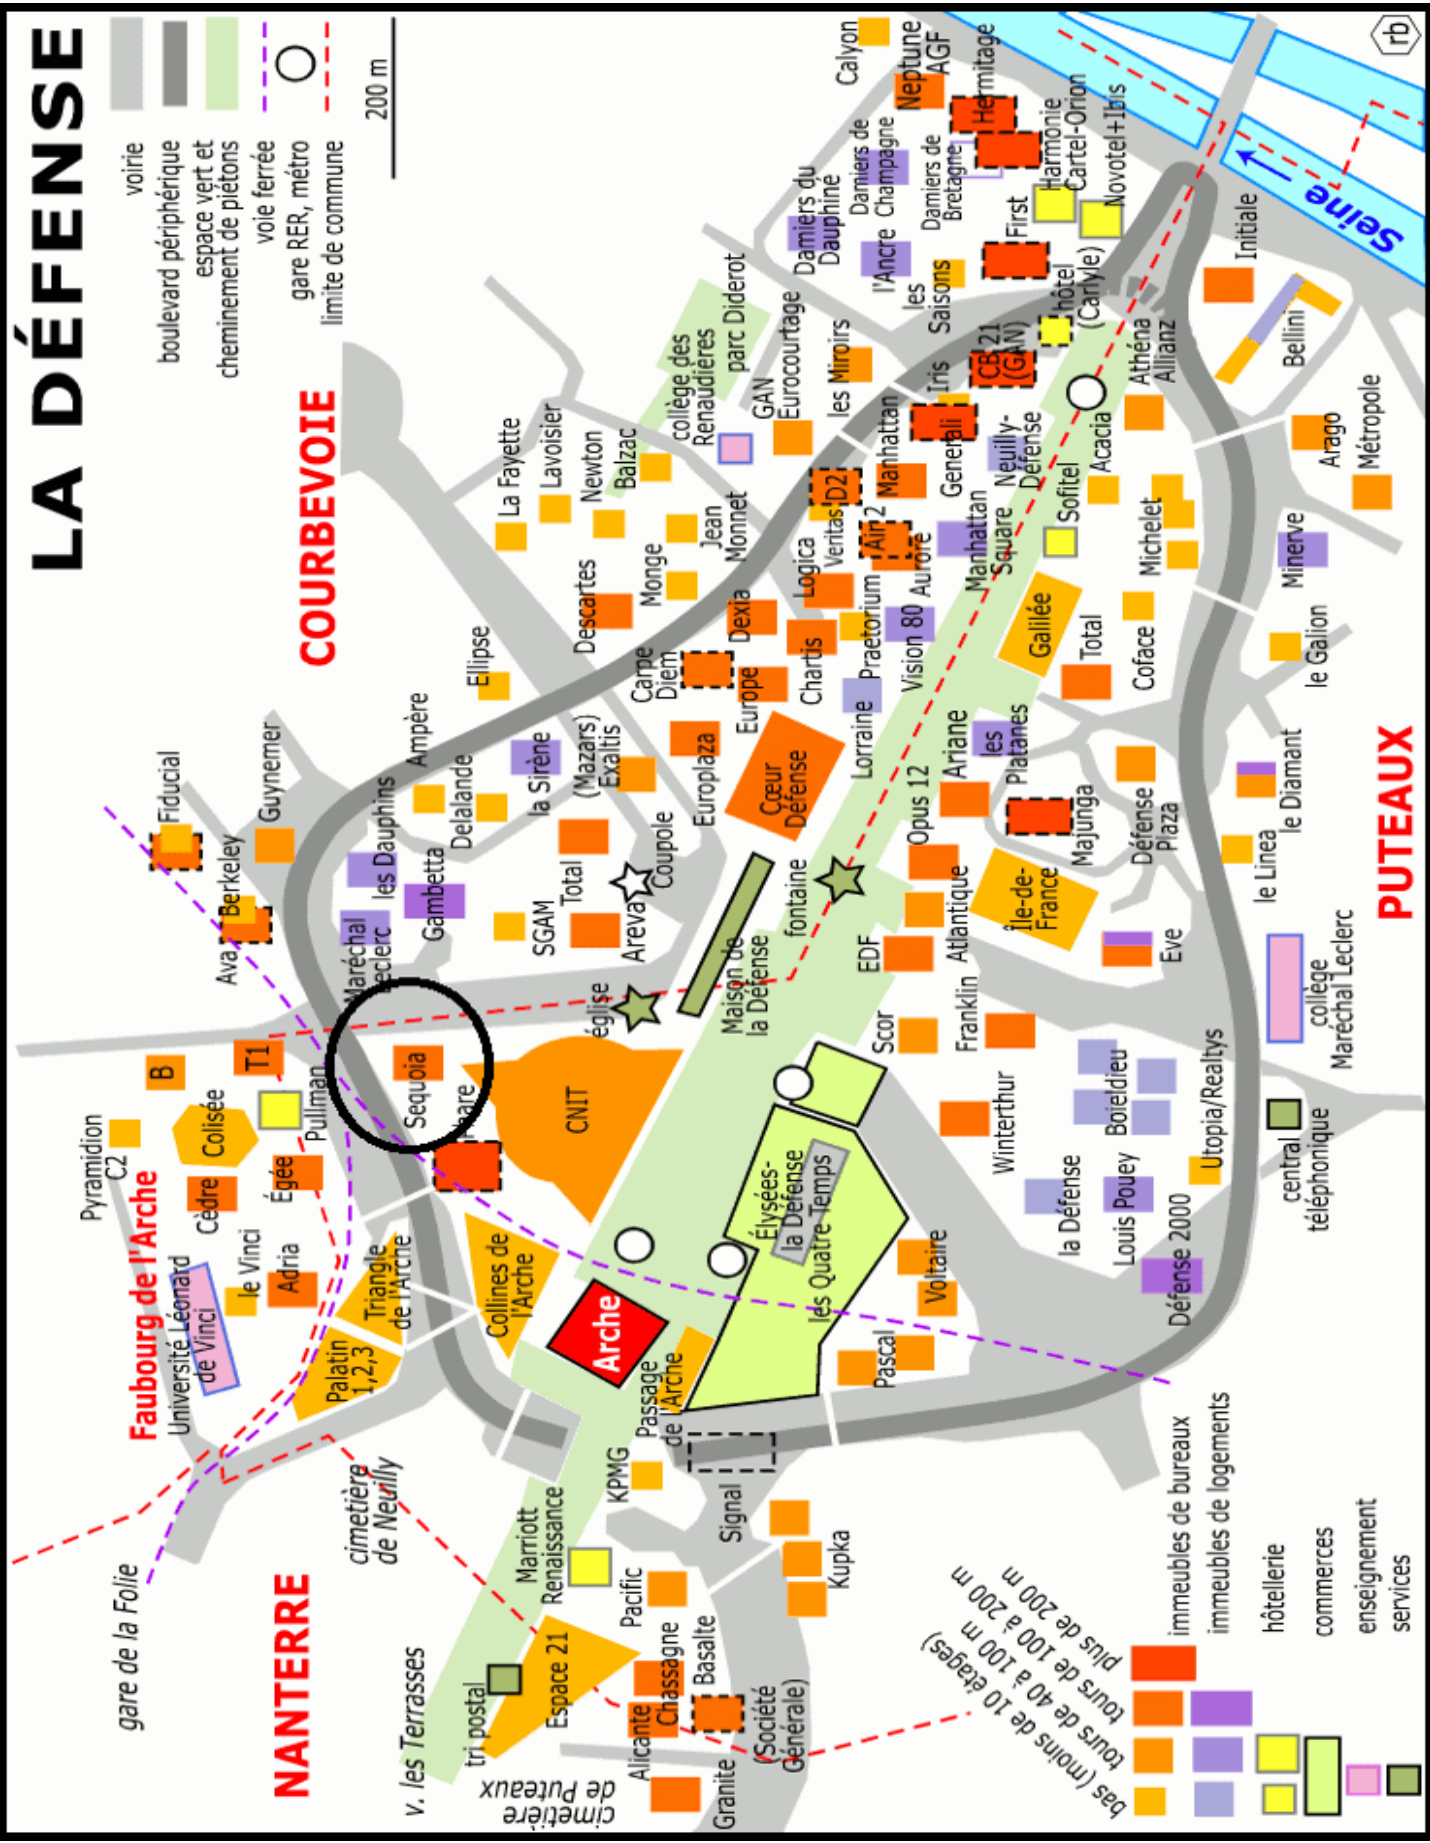 LA DÉFENSE
voirie
boulevard périphérique
espace vert et
cheminement de piétons
voie ferrée
gare RER, métro
limite de commune
200 m
COURBEVOIE
PUTEAUX
NANTERRE
Faubourg de l'Arche
Seine
rb
Calyon
Neptune
AGF
Hermitage
Harmonie
Cartel-Orion
Novotel+Ibis
Damiers de
Champagne
Damiers de
Bretagne
Damiers du
Dauphiné
l'Ancre
les
Saisons
First
hôtel
(Carlyle)
Initiale
Bellini
parc Diderot
collège des
Renaudières
GAN
Eurocourtage
les Miroirs
Iris
CB 21
(GAN)
Athéna
Allianz
Arago
Métropole
La Fayette
Lavoisier
Newton
Balzac
Jean
Monnet
Monge
Descartes
D2
Veritas
Manhattan
Generali
Neuilly-
Défense
Acacia
Sofitel
Michelet
Minerve
Air2
Aurore
Manhattan
Square
Logica
Praetorium
Vision 80
Galilée
Total
Coface
le Galion
Ellipse
Carpe
Diem
Dexia
Europe
Chartis
Lorraine
Ariane
les
Platanes
Ampère
Delalande
la Sirène
(Mazars)
Exaltis
Europlaza
Cœur
Défense
Opus 12
Majunga
Défense
Plaza
le Diamant
le Linea
Fiducial
Guynemer
Berkeley
Ava
les Dauphins
Gambetta
Maréchal
Leclerc
SGAM
Total
Areva
Coupole
fontaine
Maison de
la Défense
église
EDF
Atlantique
Île-de-
France
Eve
collège
Maréchal Leclerc
Scor
Franklin
Winterthur
Boieldieu
Utopia/Realtys
central
téléphonique
B
T1
Pullman
Sequoia
Phare
CNIT
Pyramidion
C2
Colisée
Cèdre
Égée
le Vinci
Adria
Université Léonard
de Vinci
Triangle
de l'Arche
Palatin
1,2,3
Collines de
l'Arche
Arche
Passage
de l'Arche
Élysées-
la Défense
les Quatre Temps
la Défense
Louis Pouey
Défense 2000
Voltaire
Pascal
gare de la Folie
cimetière
de Neuilly
KPMG
Signal
Kupka
Marriott
Renaissance
Pacific
v. les Terrasses
tri postal
Espace 21
Chassagne
Alicante
Basalte
(Société
Générale)
Granite
cimetière
de Puteaux
bas (moins de 10 étages)
tours de 40 à 100 m
tours de 100 à 200 m
plus de 200 m
immeubles de bureaux
immeubles de logements
hôtellerie
commerces
enseignement
services